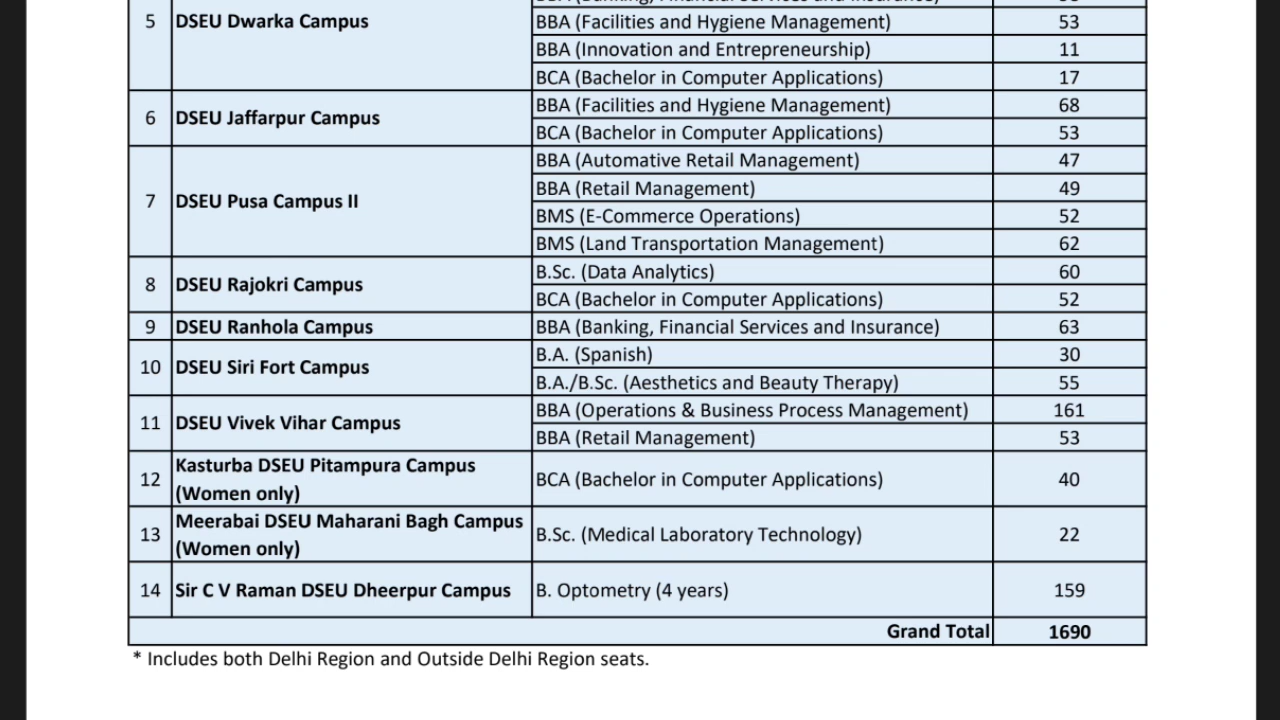 5 DSEU Dwarka Campus
BBA (Facilities and Hygiene Management) 53
BBA (Innovation and Entrepreneurship) 11
BCA (Bachelor in Computer Applications) 17
6 DSEU Jaffarpur Campus
BBA (Facilities and Hygiene Management) 68
BCA (Bachelor in Computer Applications) 53
7 DSEU Pusa Campus II
BBA (Automative Retail Management) 47
BBA (Retail Management) 49
BMS (E-Commerce Operations) 52
BMS (Land Transportation Management) 62
8 DSEU Rajokri Campus
B.Sc. (Data Analytics) 60
BCA (Bachelor in Computer Applications) 52
9 DSEU Ranhola Campus BBA (Banking, Financial Services and Insurance) 63
10 DSEU Siri Fort Campus
B.A. (Spanish) 30
B.A./B.Sc. (Aesthetics and Beauty Therapy) 55
11 DSEU Vivek Vihar Campus
BBA (Operations & Business Process Management) 161
BBA (Retail Management) 53
12 Kasturba DSEU Pitampura Campus
(Women only)
BCA (Bachelor in Computer Applications) 40
13 Meerabai DSEU Maharani Bagh Campus
(Women only)
B.Sc. (Medical Laboratory Technology) 22
14 Sir C V Raman DSEU Dheerpur Campus B. Optometry (4 years) 159
Grand Total 1690
* Includes both Delhi Region and Outside Delhi Region seats.